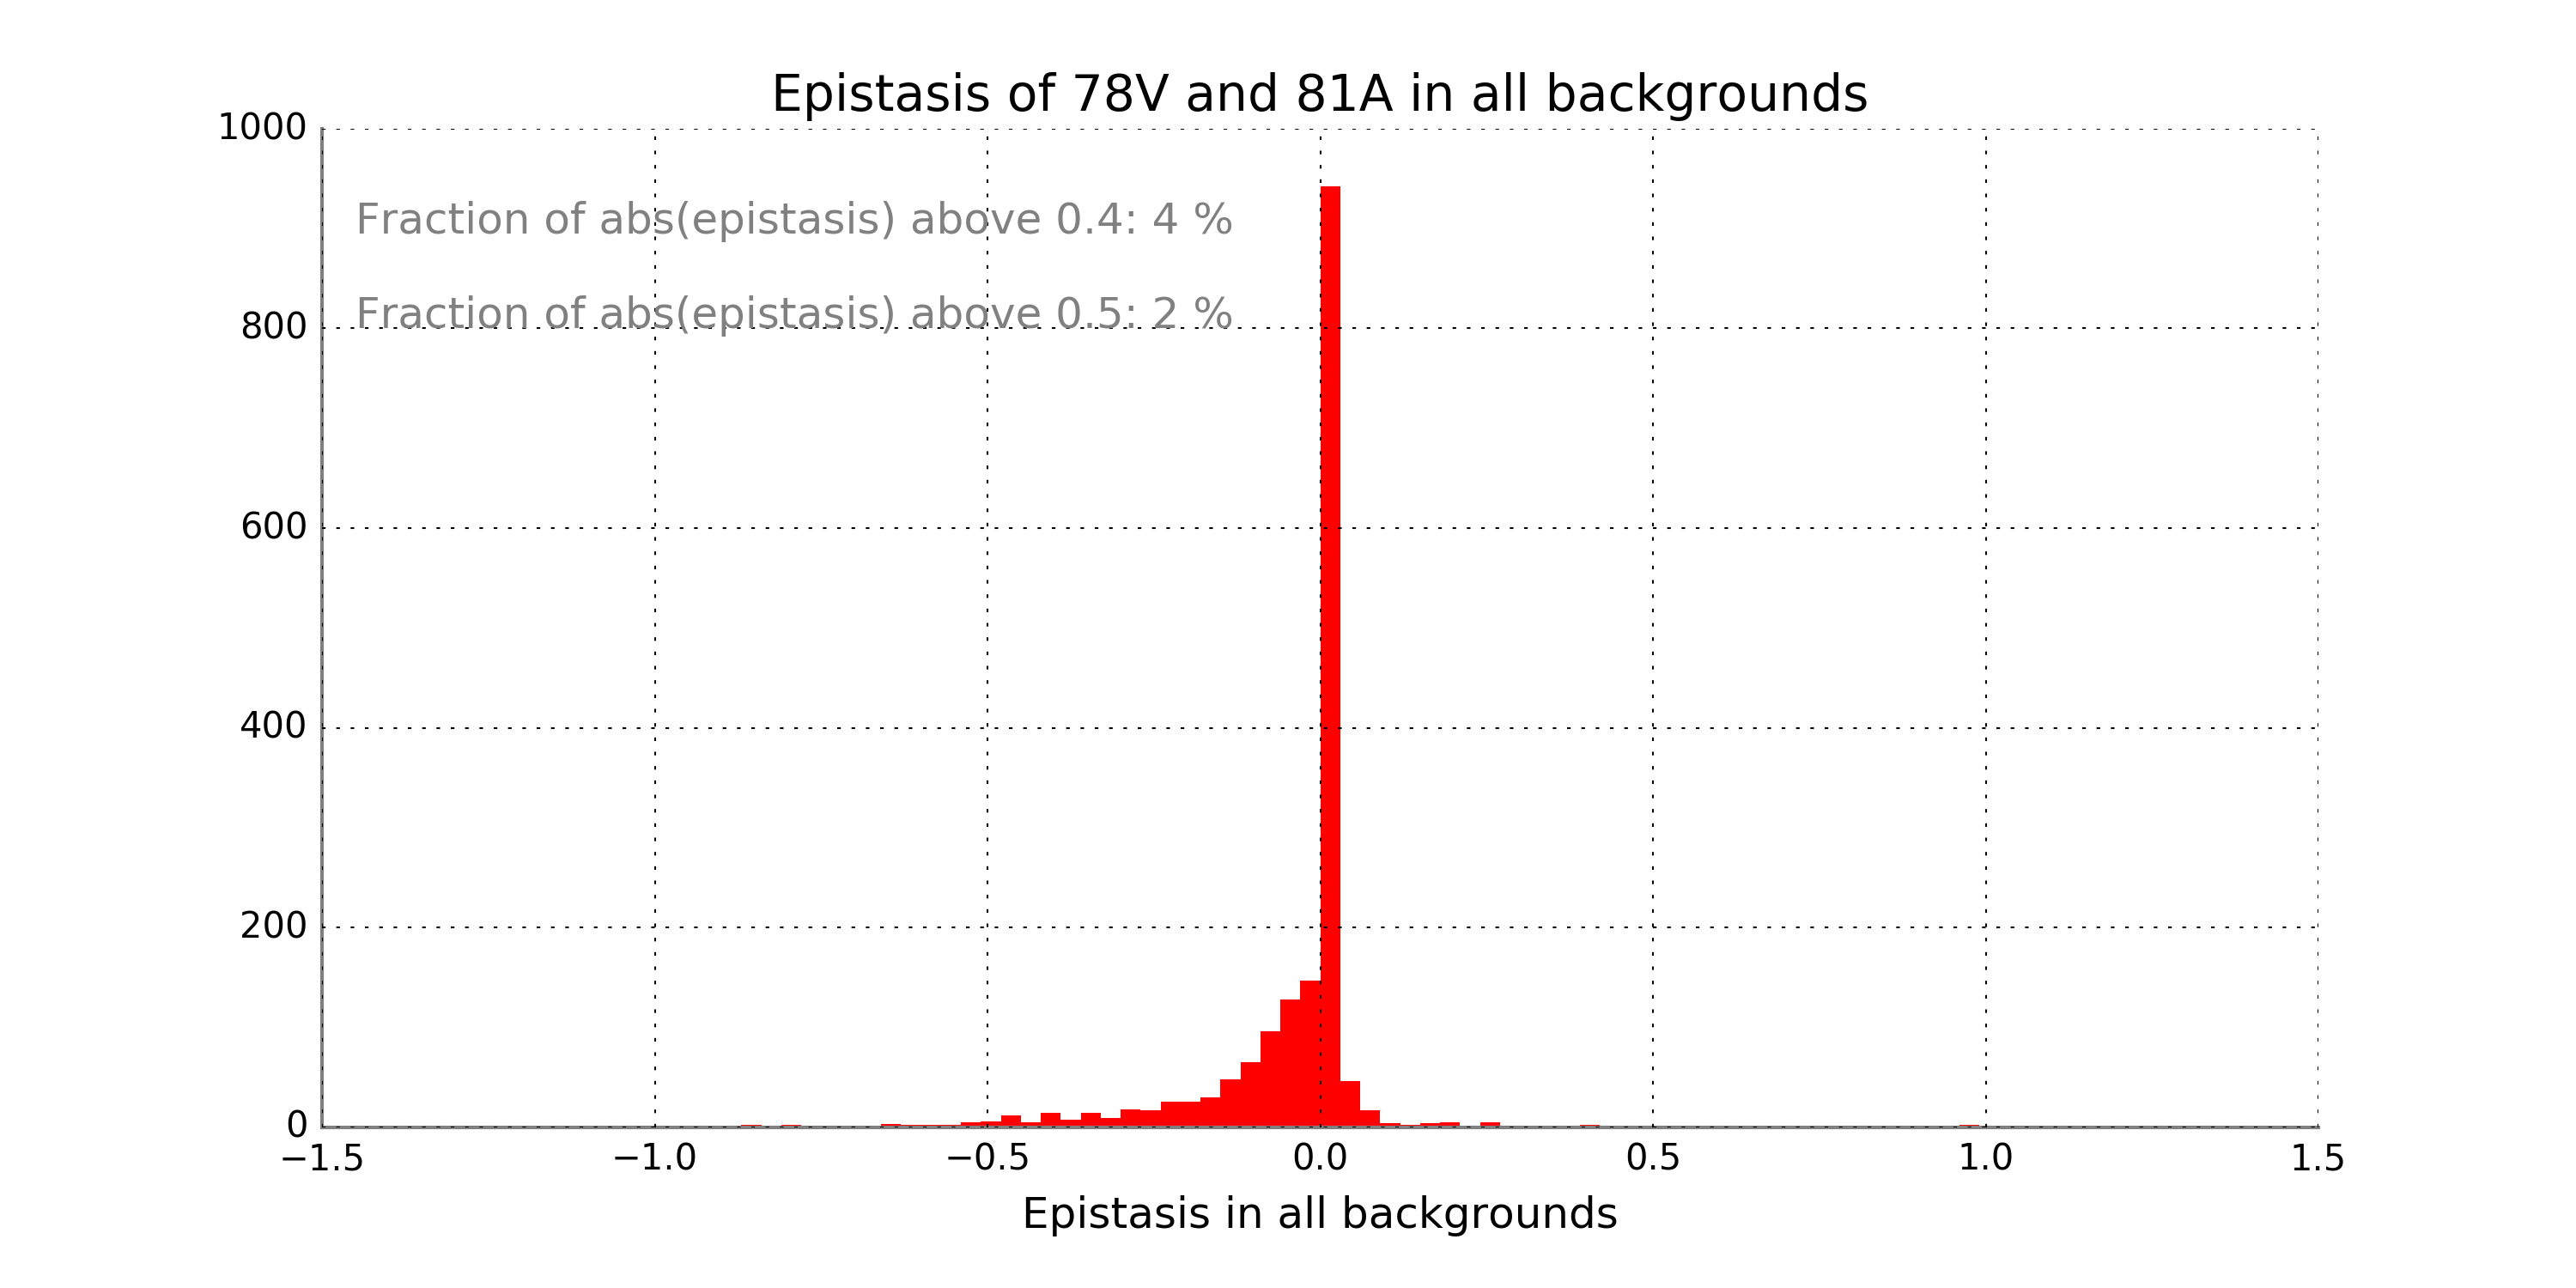 Epistasis of 78V and 81A in all backgrounds
1000
Fraction of abs(epistasis) above 0.4: 4 %
Fraction of abs(epistasis) above 0.5: 2 %
800
600
400
200
0
−1.5 −1.0 −0.5 0.0 0.5 1.0 1.5
Epistasis in all backgrounds